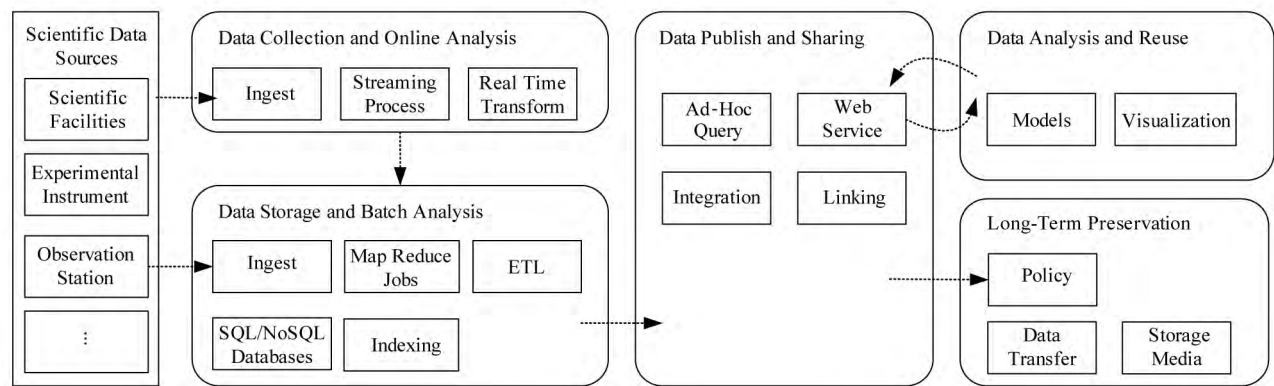 Scientific Data
Sources
Scientific
Facilities
Experimental
Instrument
Observation
Station
⋮
Data Collection and Online Analysis
Ingest
Streaming
Process
Real Time
Transform
Data Storage and Batch Analysis
Ingest
Map Reduce
Jobs
ETL
SQL/NoSQL
Databases
Indexing
Data Publish and Sharing
Ad-Hoc
Query
Web
Service
Integration
Linking
Data Analysis and Reuse
Models
Visualization
Long-Term Preservation
Policy
Data
Transfer
Storage
Media